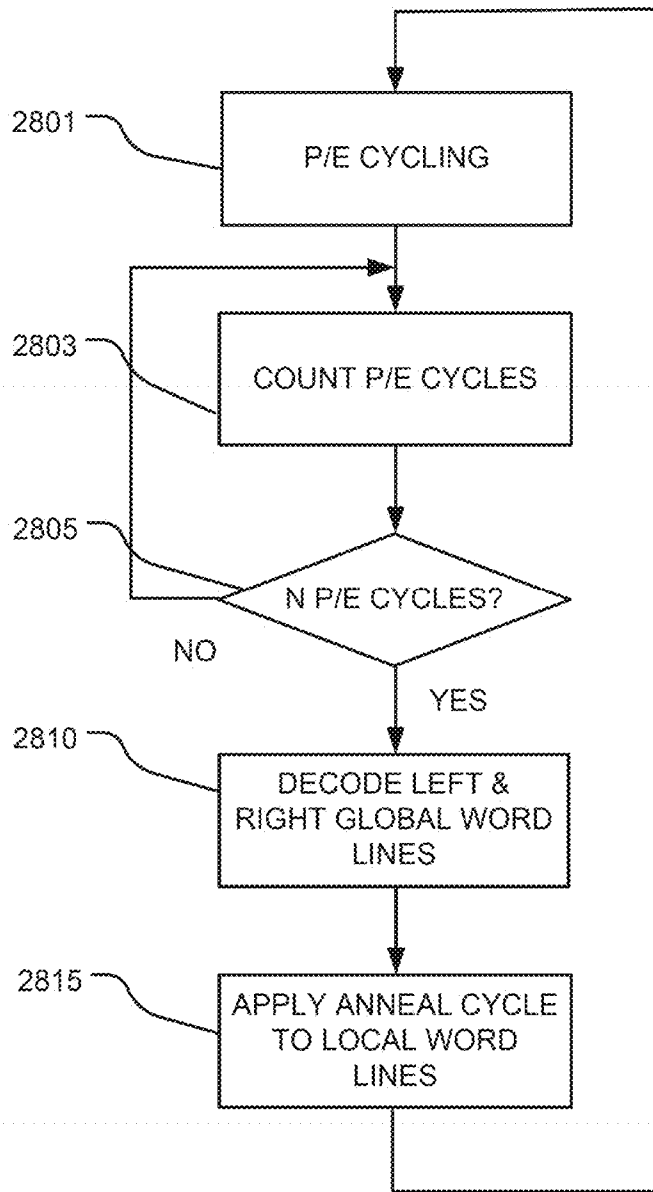 2801
P/E CYCLING
2803
COUNT P/E CYCLES
2805
N P/E CYCLES?
NO
YES
2810
DECODE LEFT &
RIGHT GLOBAL WORD
LINES
2815
APPLY ANNEAL CYCLE
TO LOCAL WORD
LINES